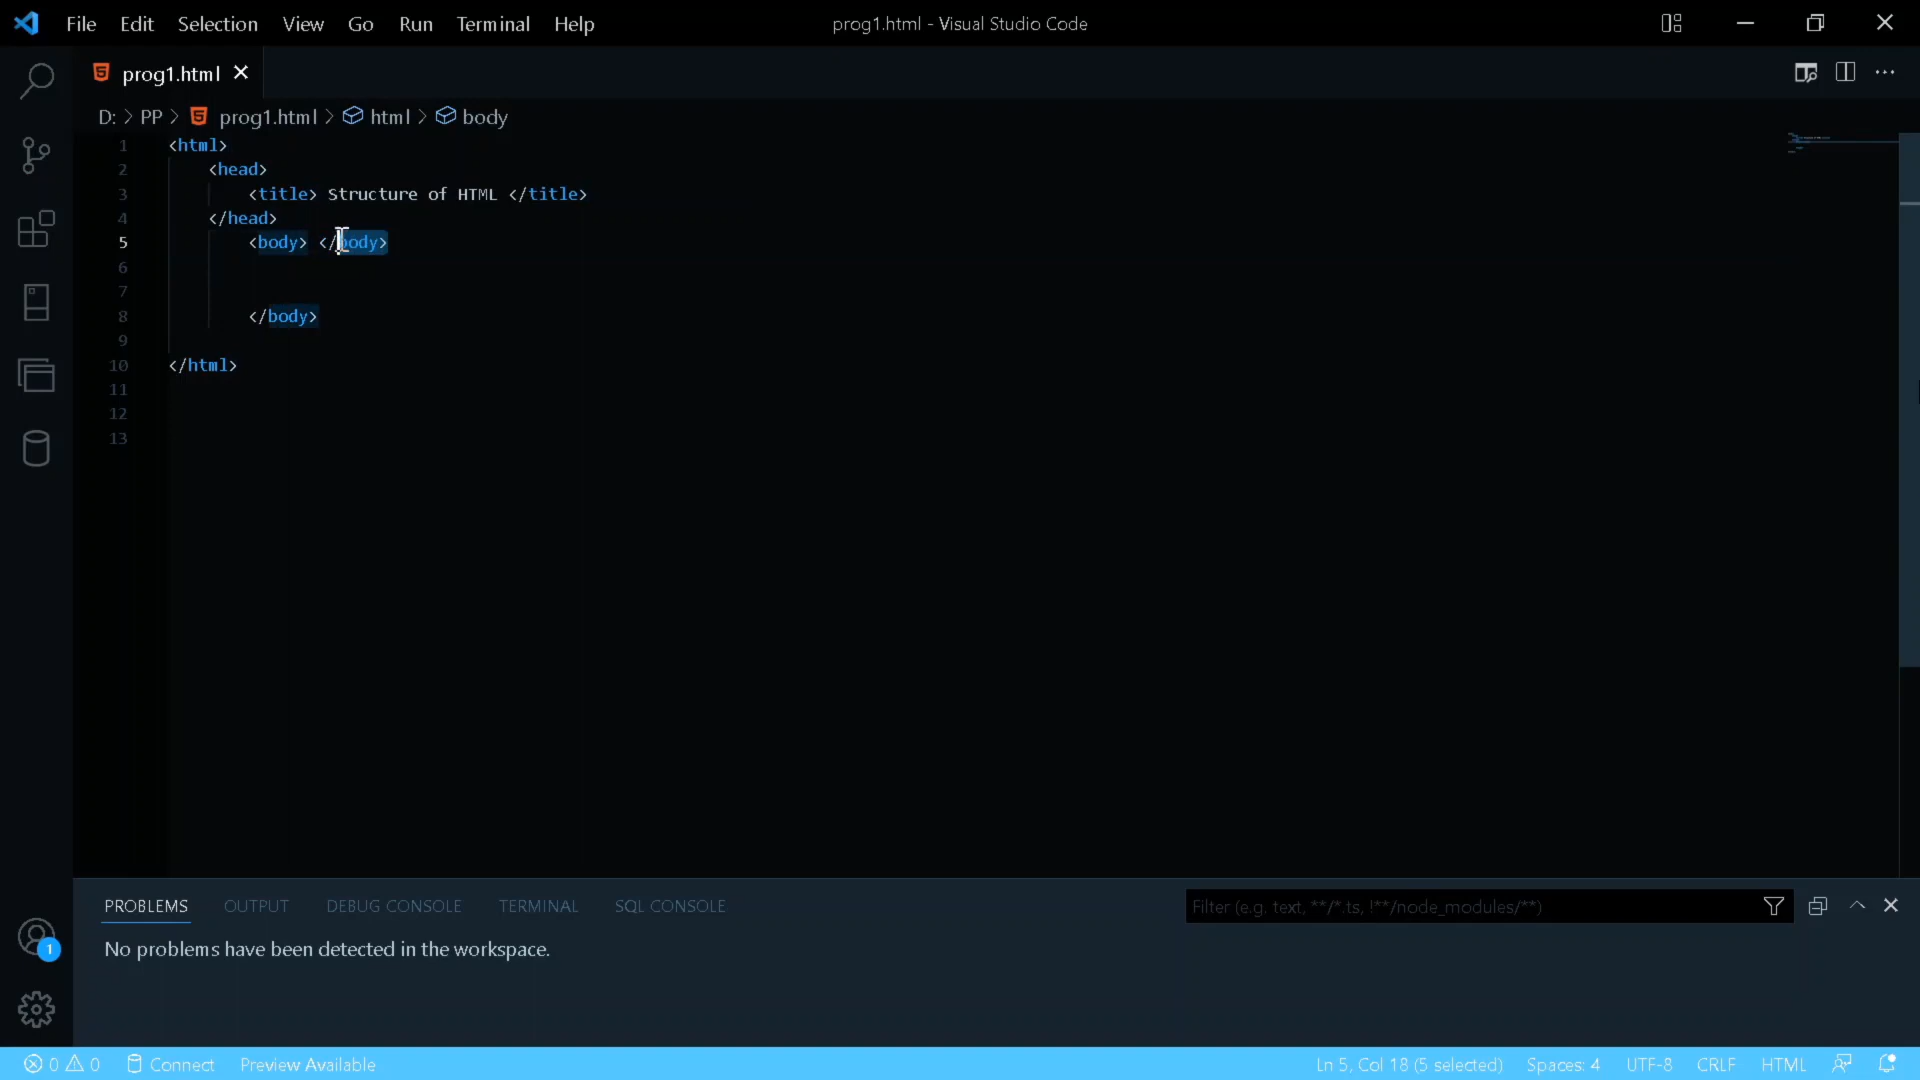 File Edit Selection View Go Run Terminal Help prog1.html - Visual Studio Code
prog1.html
D: > PP > prog1.html > html > body
1 <html>
2 <head>
3 <title> Structure of HTML </title>
4 </head>
5 <body> </body>
6
7
8 </body>
9
10 </html>
11
12
13
PROBLEMS OUTPUT DEBUG CONSOLE TERMINAL SQL CONSOLE Filter (e.g. text, **/*.ts, !**/node_modules/**)
No problems have been detected in the workspace.
1
0 0 Connect Preview Available Ln 5, Col 18 (5 selected) Spaces: 4 UTF-8 CRLF HTML